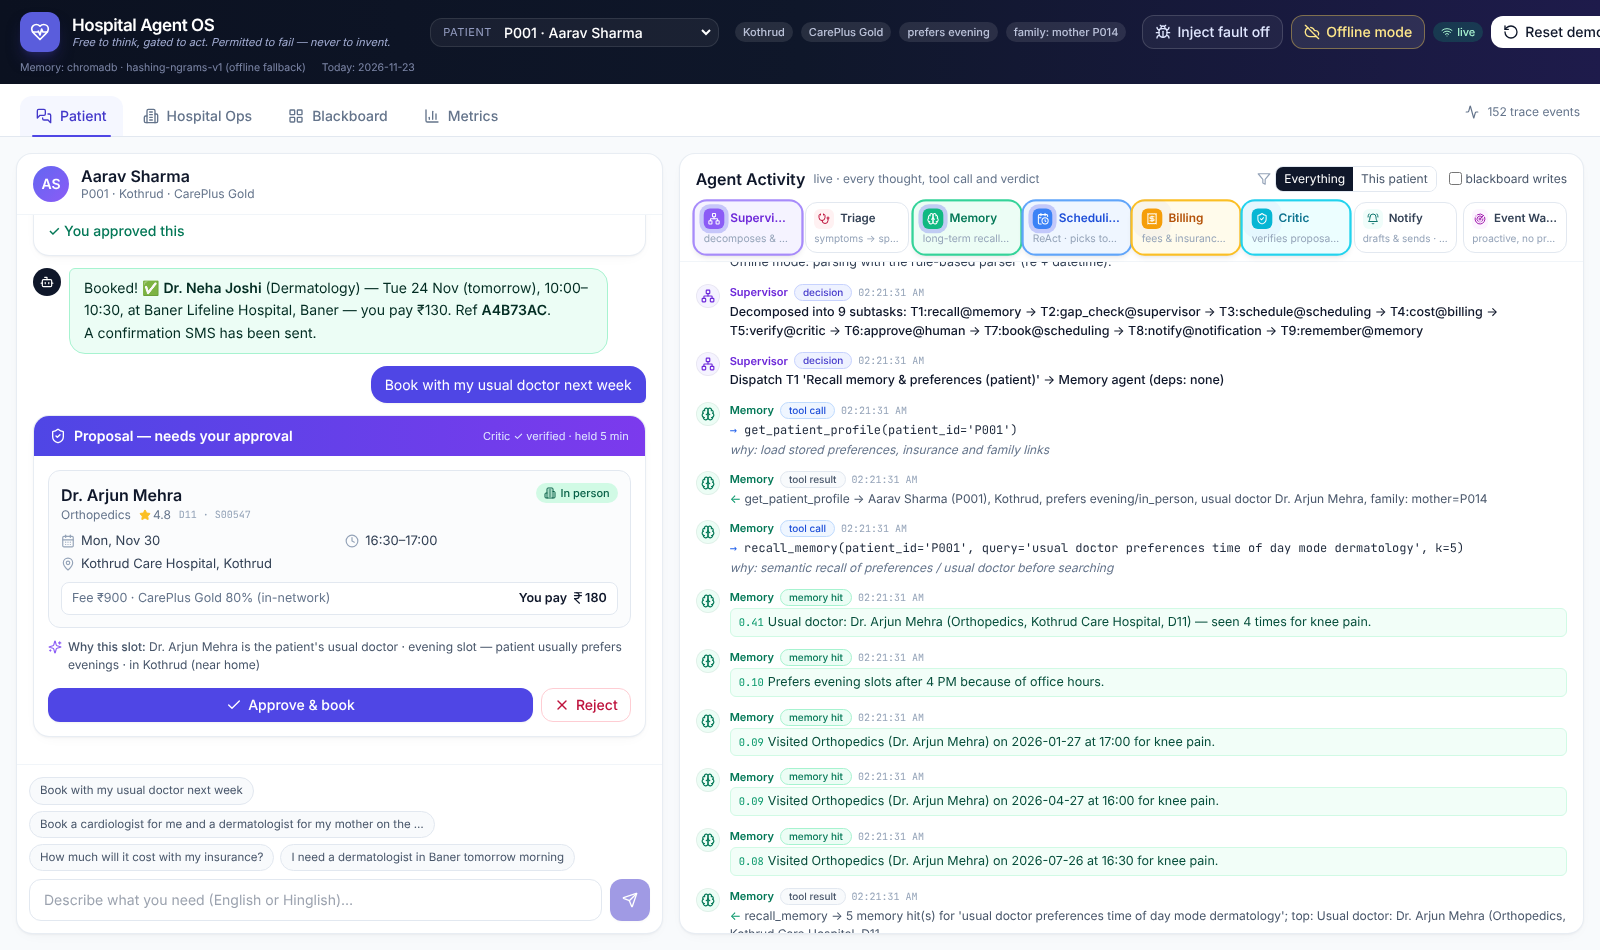 Hospital Agent OS
Free to think, gated to act. Permitted to fail — never to invent.
PATIENT P001 · Aarav Sharma
Kothrud
CarePlus Gold
prefers evening
family: mother P014
Inject fault off
Offline mode
live
Reset demo
Memory: chromadb · hashing-ngrams-v1 (offline fallback) Today: 2026-11-23
Patient
Hospital Ops
Blackboard
Metrics
152 trace events
AS
Aarav Sharma
P001 · Kothrud · CarePlus Gold
✓ You approved this
Booked! ✅ Dr. Neha Joshi (Dermatology) — Tue 24 Nov (tomorrow), 10:00–
10:30, at Baner Lifeline Hospital, Baner — you pay ₹130. Ref A4B73AC.
A confirmation SMS has been sent.
Book with my usual doctor next week
Proposal — needs your approval
Critic ✓ verified · held 5 min
Dr. Arjun Mehra
In person
Orthopedics ⭐ 4.8 D11 · S00547
Mon, Nov 30
16:30–17:00
Kothrud Care Hospital, Kothrud
Fee ₹900 · CarePlus Gold 80% (in-network)
You pay ₹180
Why this slot: Dr. Arjun Mehra is the patient's usual doctor · evening slot — patient usually prefers
evenings · in Kothrud (near home)
Approve & book
Reject
Book with my usual doctor next week
Book a cardiologist for me and a dermatologist for my mother on the ...
How much will it cost with my insurance?
I need a dermatologist in Baner tomorrow morning
Describe what you need (English or Hinglish)...
Agent Activity
live · every thought, tool call and verdict
Everything
This patient
blackboard writes
Supervi...
decomposes & ...
Triage
symptoms → sp...
Memory
long-term recall...
Scheduli...
ReAct · picks to...
Billing
fees & insuranc...
Critic
verifies proposa...
Notify
drafts & sends · ...
Event Wa...
proactive, no pr...
Offline mode: parsing with the rule-based parser (re + datetime).
Supervisor decision 02:21:31 AM
Decomposed into 9 subtasks: T1:recall@memory → T2:gap_check@supervisor → T3:schedule@scheduling → T4:cost@billing →
T5:verify@critic → T6:approve@human → T7:book@scheduling → T8:notify@notification → T9:remember@memory
Supervisor decision 02:21:31 AM
Dispatch T1 'Recall memory & preferences (patient)' → Memory agent (deps: none)
Memory tool call 02:21:31 AM
→ get_patient_profile(patient_id='P001')
why: load stored preferences, insurance and family links
Memory tool result 02:21:31 AM
← get_patient_profile → Aarav Sharma (P001), Kothrud, prefers evening/in_person, usual doctor Dr. Arjun Mehra, family: mother=P014
Memory tool call 02:21:31 AM
→ recall_memory(patient_id='P001', query='usual doctor preferences time of day mode dermatology', k=5)
why: semantic recall of preferences / usual doctor before searching
Memory memory hit 02:21:31 AM
0.41 Usual doctor: Dr. Arjun Mehra (Orthopedics, Kothrud Care Hospital, D11) — seen 4 times for knee pain.
Memory memory hit 02:21:31 AM
0.10 Prefers evening slots after 4 PM because of office hours.
Memory memory hit 02:21:31 AM
0.09 Visited Orthopedics (Dr. Arjun Mehra) on 2026-01-27 at 17:00 for knee pain.
Memory memory hit 02:21:31 AM
0.09 Visited Orthopedics (Dr. Arjun Mehra) on 2026-04-27 at 16:00 for knee pain.
Memory memory hit 02:21:31 AM
0.08 Visited Orthopedics (Dr. Arjun Mehra) on 2026-07-26 at 16:30 for knee pain.
Memory tool result 02:21:31 AM
← recall_memory → 5 memory hit(s) for 'usual doctor preferences time of day mode dermatology'; top: Usual doctor: Dr. Arjun Mehra (Orthopedics,
Kothrud Care Hospital, D11